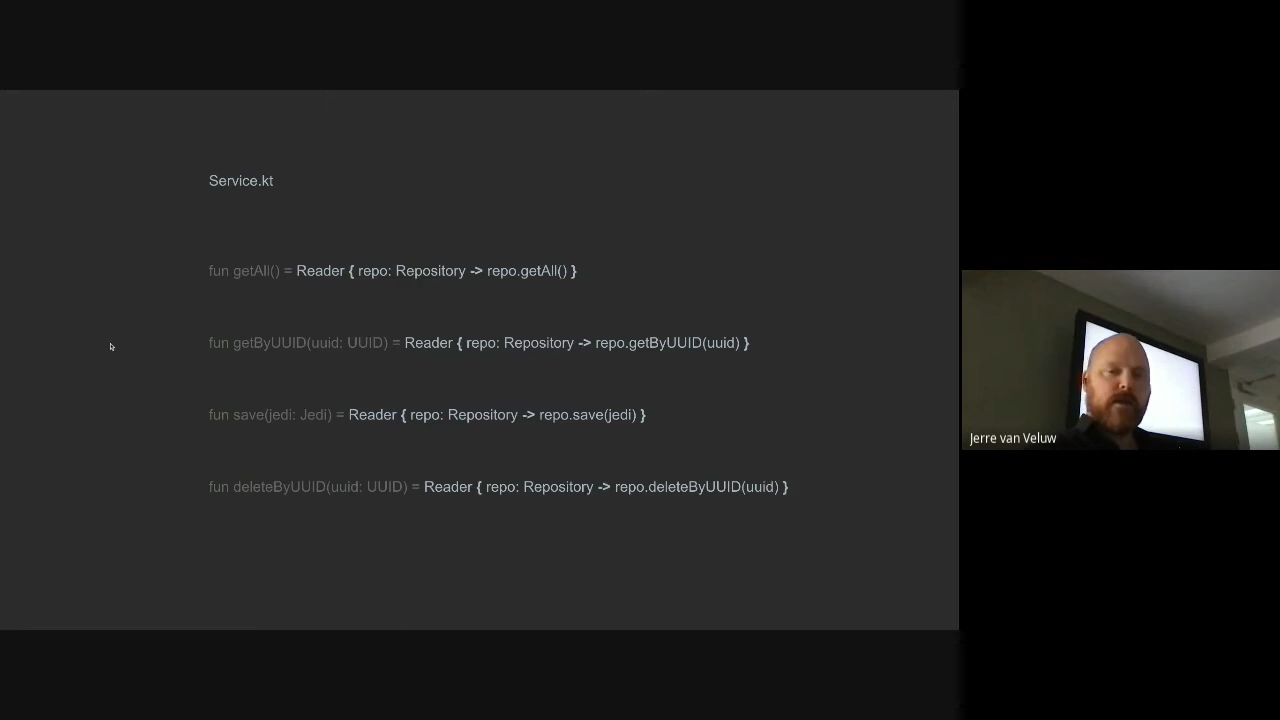 Service.kt
fun getAll() = Reader { repo: Repository -> repo.getAll() }
fun getByUUID(uuid: UUID) = Reader { repo: Repository -> repo.getByUUID(uuid) }
fun save(jedi: Jedi) = Reader { repo: Repository -> repo.save(jedi) }
fun deleteByUUID(uuid: UUID) = Reader { repo: Repository -> repo.deleteByUUID(uuid) }
Jerre van Veluw